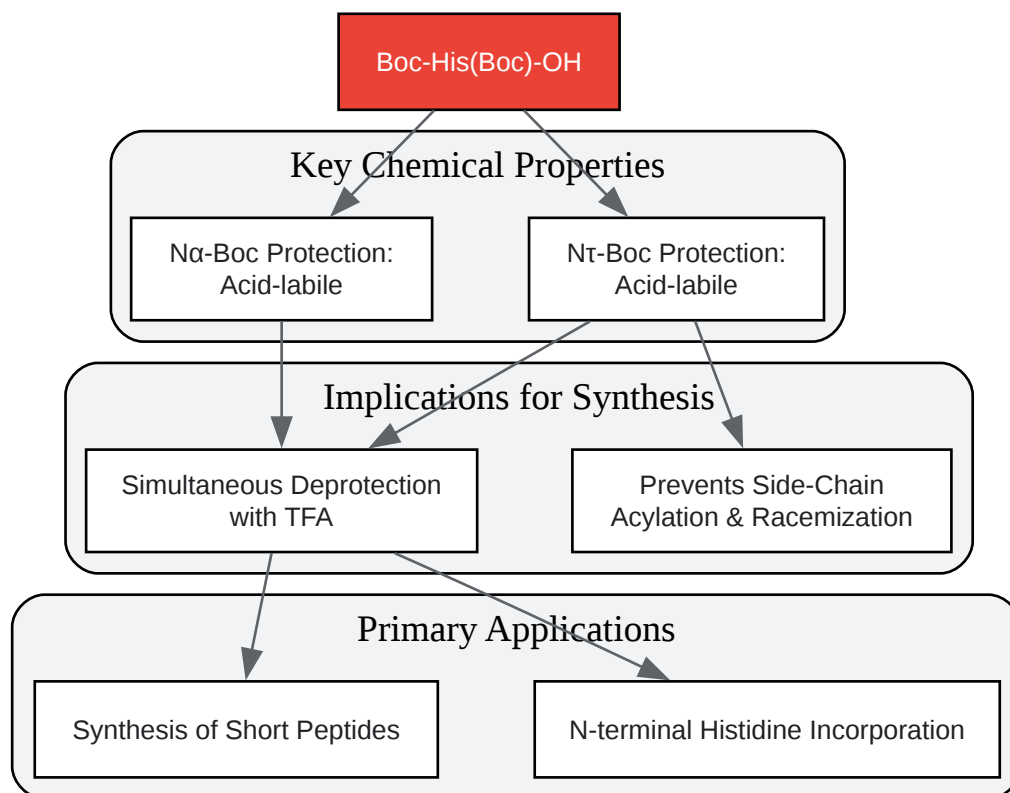 Boc-His(Boc)-OH
Key Chemical Properties
Nα-Boc Protection:
Acid-labile
Nτ-Boc Protection:
Acid-labile
Implications for Synthesis
Simultaneous Deprotection
with TFA
Prevents Side-Chain
Acylation & Racemization
Primary Applications
Synthesis of Short Peptides
N-terminal Histidine Incorporation